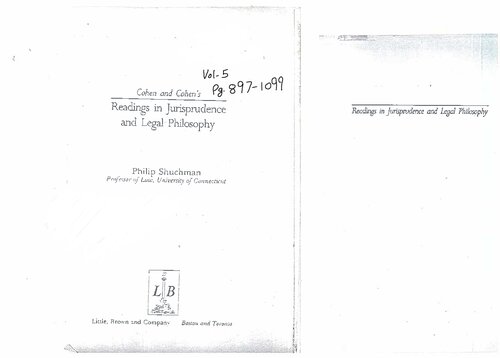 Vol-5
Pg. 897-1099
Cohen and Cohen's
Readings in Jurisprudence
and Legal Philosophy
Philip Shuchman
Professor of Law, University of Connecticut
L B
Little, Brown and Company Boston and Toronto
Readings in Jurisprudence and Legal Philosophy